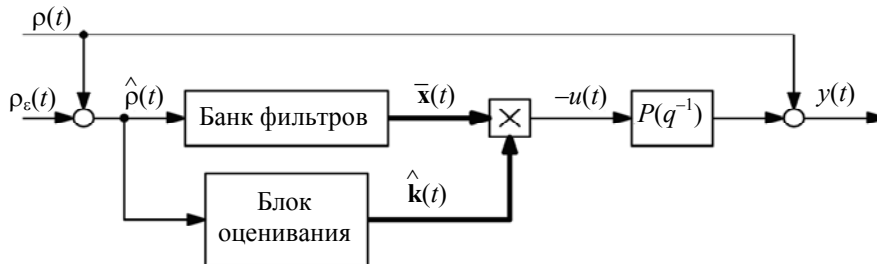 ρ(t)
ρε(t)
ρ̂(t)
Банк фильтров
x̄(t)
×
−u(t)
P(q⁻¹)
y(t)
Блок
оценивания
k̂(t)